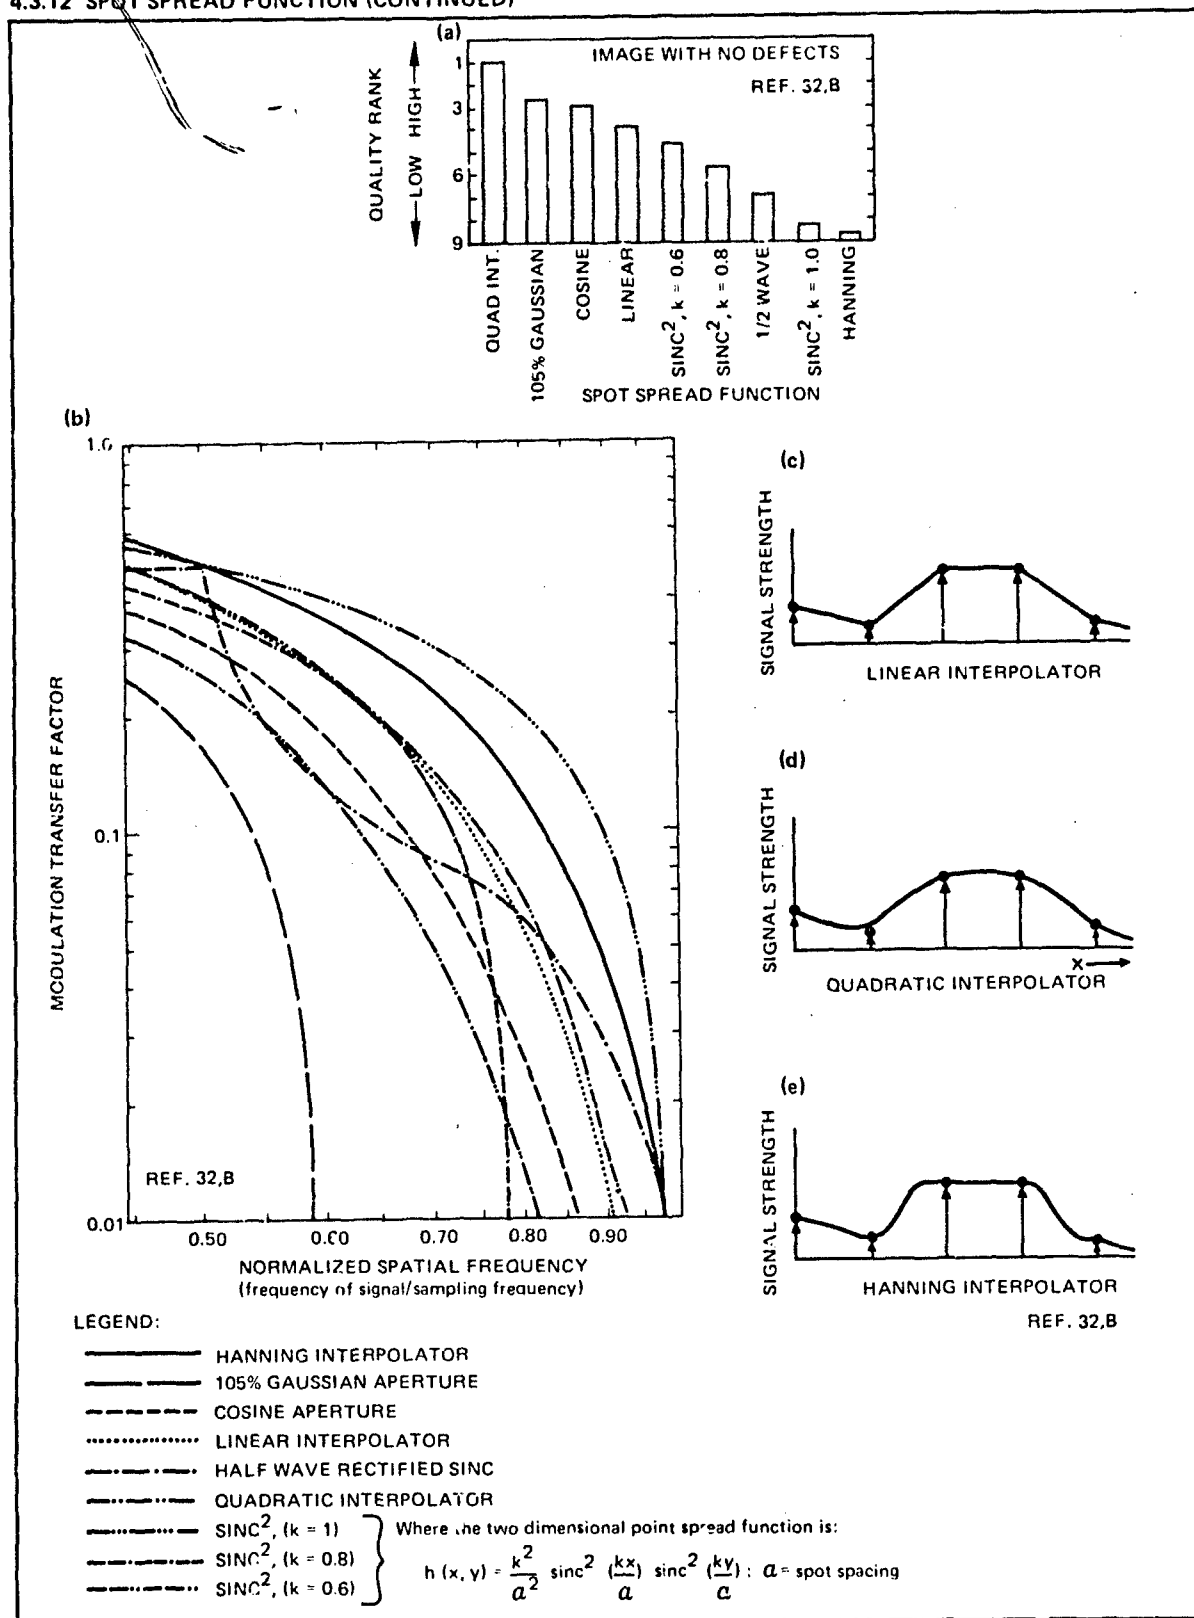 4.3.12 SPOT SPREAD FUNCTION (CONTINUED)
(a)
IMAGE WITH NO DEFECTS
REF. 32,B
QUALITY RANK
LOW HIGH
1
3
6
9
QUAD INT.
105% GAUSSIAN
COSINE
LINEAR
SINC², k = 0.6
SINC², k = 0.8
1/2 WAVE
SINC², k = 1.0
HANNING
SPOT SPREAD FUNCTION
(b)
1.0
0.1
0.01
MODULATION TRANSFER FACTOR
REF. 32,B
0.50 0.60 0.70 0.80 0.90
NORMALIZED SPATIAL FREQUENCY
(frequency of signal/sampling frequency)
(c)
SIGNAL STRENGTH
LINEAR INTERPOLATOR
(d)
SIGNAL STRENGTH
X
QUADRATIC INTERPOLATOR
(e)
SIGNAL STRENGTH
HANNING INTERPOLATOR
REF. 32,B
LEGEND:
HANNING INTERPOLATOR
105% GAUSSIAN APERTURE
COSINE APERTURE
LINEAR INTERPOLATOR
HALF WAVE RECTIFIED SINC
QUADRATIC INTERPOLATOR
SINC², (k = 1)
SINC², (k = 0.8)
SINC², (k = 0.6)
Where the two dimensional point spread function is:
h (x, y) = k²/a² sinc² (kx/a) sinc² (ky/a) : a = spot spacing